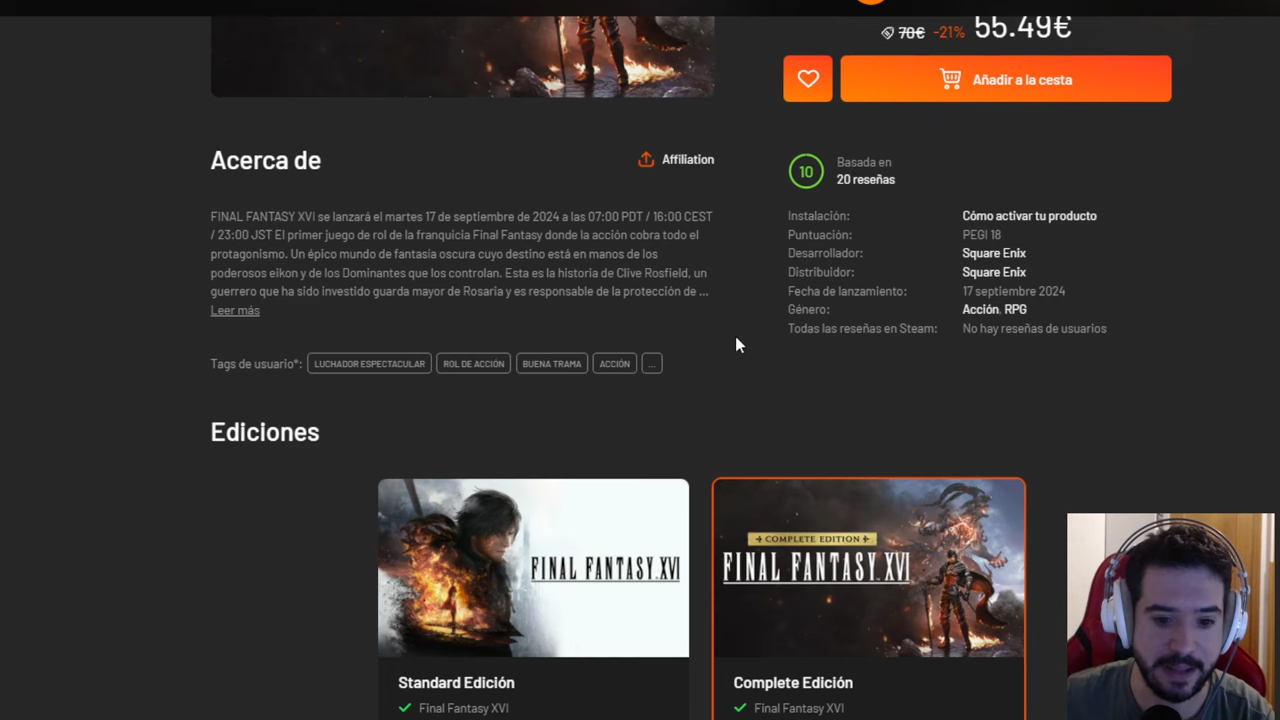 70€ -21% 55.49€
Añadir a la cesta
Acerca de
Affiliation
10
Basada en
20 reseñas
FINAL FANTASY XVI se lanzará el martes 17 de septiembre de 2024 a las 07:00 PDT / 16:00 CEST
/ 23:00 JST El primer juego de rol de la franquicia Final Fantasy donde la acción cobra todo el
protagonismo. Un épico mundo de fantasía oscura cuyo destino está en manos de los
poderosos eikon y de los Dominantes que los controlan. Esta es la historia de Clive Rosfield, un
guerrero que ha sido investido guarda mayor de Rosaria y es responsable de la protección de ...
Leer más
Instalación: Cómo activar tu producto
Puntuación: PEGI 18
Desarrollador: Square Enix
Distribuidor: Square Enix
Fecha de lanzamiento: 17 septiembre 2024
Género: Acción, RPG
Todas las reseñas en Steam: No hay reseñas de usuarios
Tags de usuario*: LUCHADOR ESPECTACULAR ROL DE ACCIÓN BUENA TRAMA ACCIÓN ...
Ediciones
FINAL FANTASY XVI
COMPLETE EDITION
FINAL FANTASY XVI
Standard Edición
Final Fantasy XVI
Complete Edición
Final Fantasy XVI